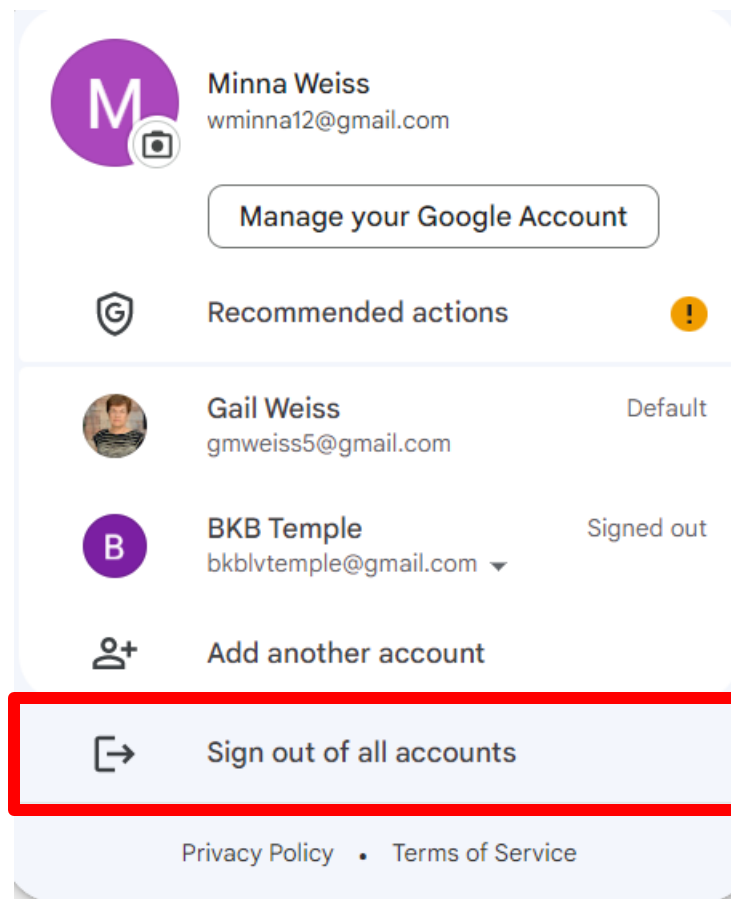 M
Minna Weiss
wminna12@gmail.com
Manage your Google Account
G
Recommended actions
!
Gail Weiss
Default
gmweiss5@gmail.com
B
BKB Temple
Signed out
bkblvtemple@gmail.com
Add another account
Sign out of all accounts
Privacy Policy • Terms of Service